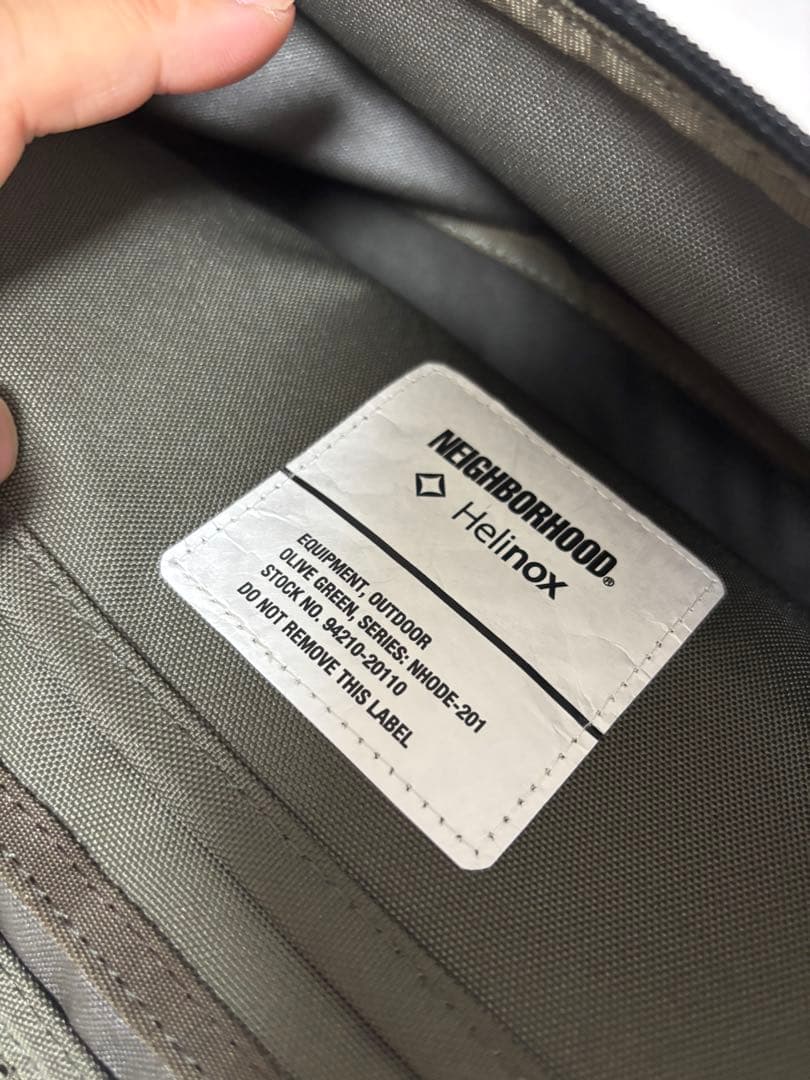 NEIGHBORHOOD®
Helinox
EQUIPMENT, OUTDOOR
OLIVE GREEN, SERIES: NHODE-201
STOCK NO. 94210-20110
DO NOT REMOVE THIS LABEL